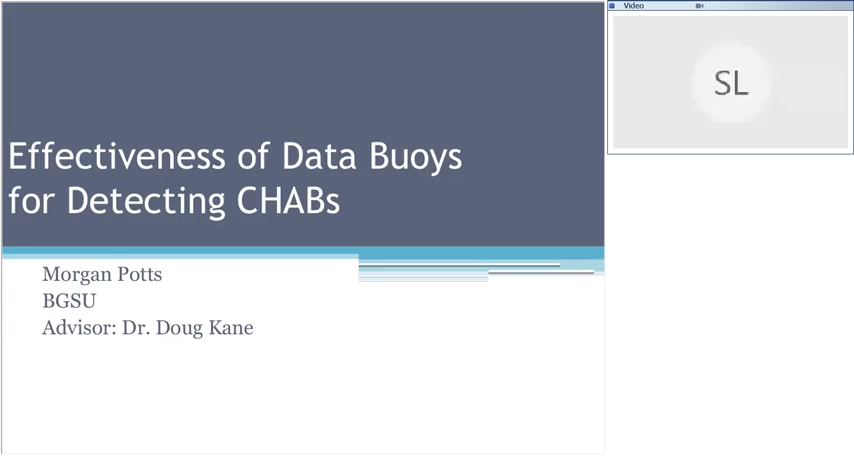 Effectiveness of Data Buoys
for Detecting CHABs
Morgan Potts
BGSU
Advisor: Dr. Doug Kane
Video
SL